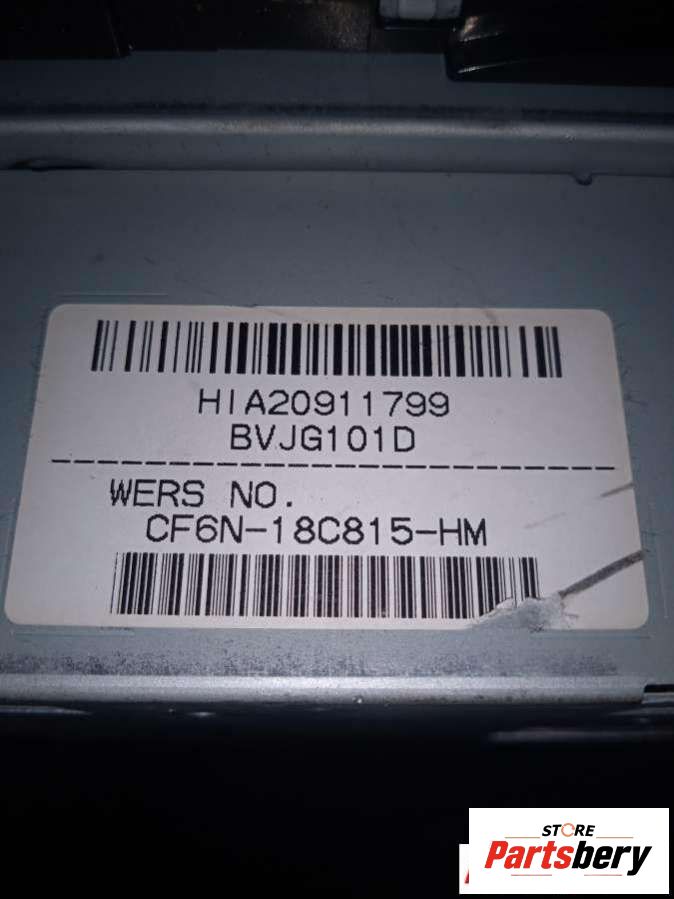 HIA20911799
BVJG101D
WERS NO.
CF6N-18C815-HM
STORE
Partsbery